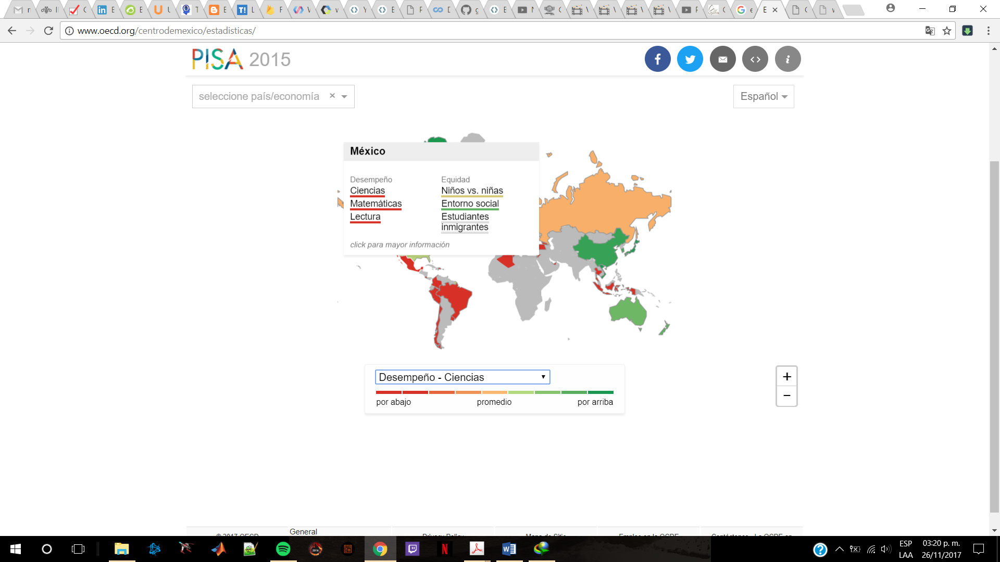 www.oecd.org/centrodemexico/estadisticas/
PISA 2015
seleccione país/economía
Español
México
Desempeño
Ciencias
Matemáticas
Lectura
Equidad
Niños vs. niñas
Entorno social
Estudiantes
inmigrantes
click para mayor información
Desempeño - Ciencias
por abajo promedio por arriba
+
−
General
ESP
LAA
03:20 p. m.
26/11/2017